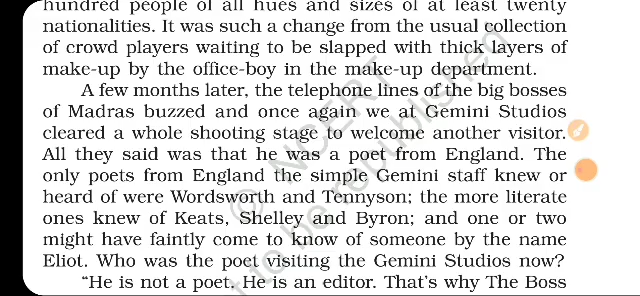 hundred people of all hues and sizes of at least twenty
nationalities. It was such a change from the usual collection
of crowd players waiting to be slapped with thick layers of
make-up by the office-boy in the make-up department.
A few months later, the telephone lines of the big bosses
of Madras buzzed and once again we at Gemini Studios
cleared a whole shooting stage to welcome another visitor.
All they said was that he was a poet from England. The
only poets from England the simple Gemini staff knew or
heard of were Wordsworth and Tennyson; the more literate
ones knew of Keats, Shelley and Byron; and one or two
might have faintly come to know of someone by the name
Eliot. Who was the poet visiting the Gemini Studios now?
“He is not a poet. He is an editor. That’s why The Boss
© NCERT
not to be republished